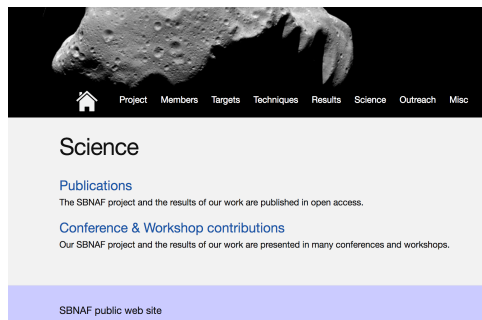 Project Members Targets Techniques Results Science Outreach Misc
Science
Publications
The SBNAF project and the results of our work are published in open access.
Conference & Workshop contributions
Our SBNAF project and the results of our work are presented in many conferences and workshops.
SBNAF public web site